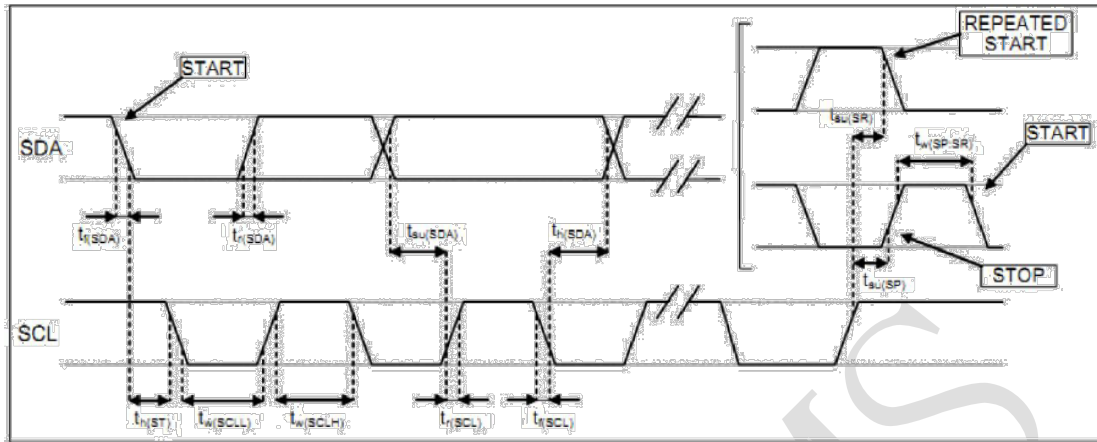 REPEATED
START
START
t_su(SR)
START
SDA
t_w(SP:SR)
t_f(SDA)
t_r(SDA)
t_su(SDA)
t_h(SDA)
STOP
t_su(SP)
SCL
t_h(ST)
t_w(SCLL)
t_w(SCLH)
t_r(SCL)
t_f(SCL)